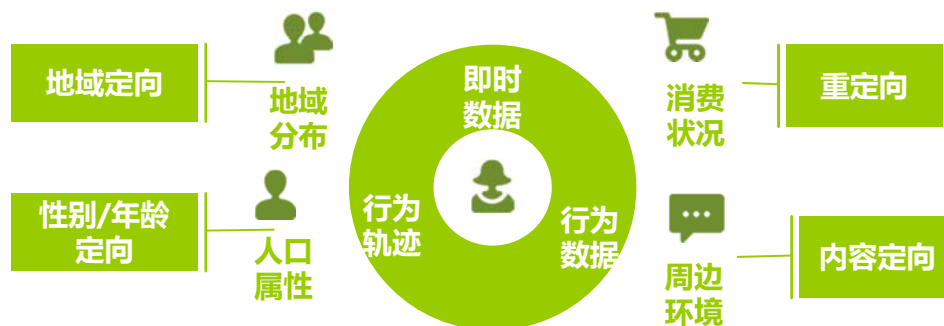 地域定向
地域
分布
即时
数据
消费
状况
重定向
性别/年龄
定向
人口
属性
行为
轨迹
行为
数据
周边
环境
内容定向